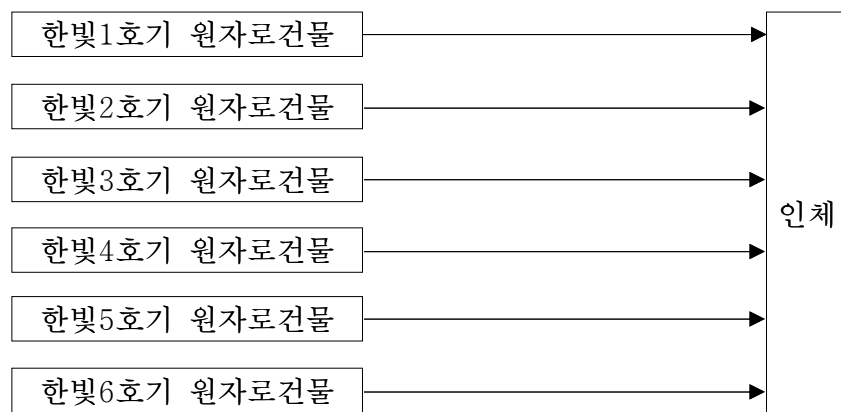 한빛1호기 원자로건물
한빛2호기 원자로건물
한빛3호기 원자로건물
인체
한빛4호기 원자로건물
한빛5호기 원자로건물
한빛6호기 원자로건물